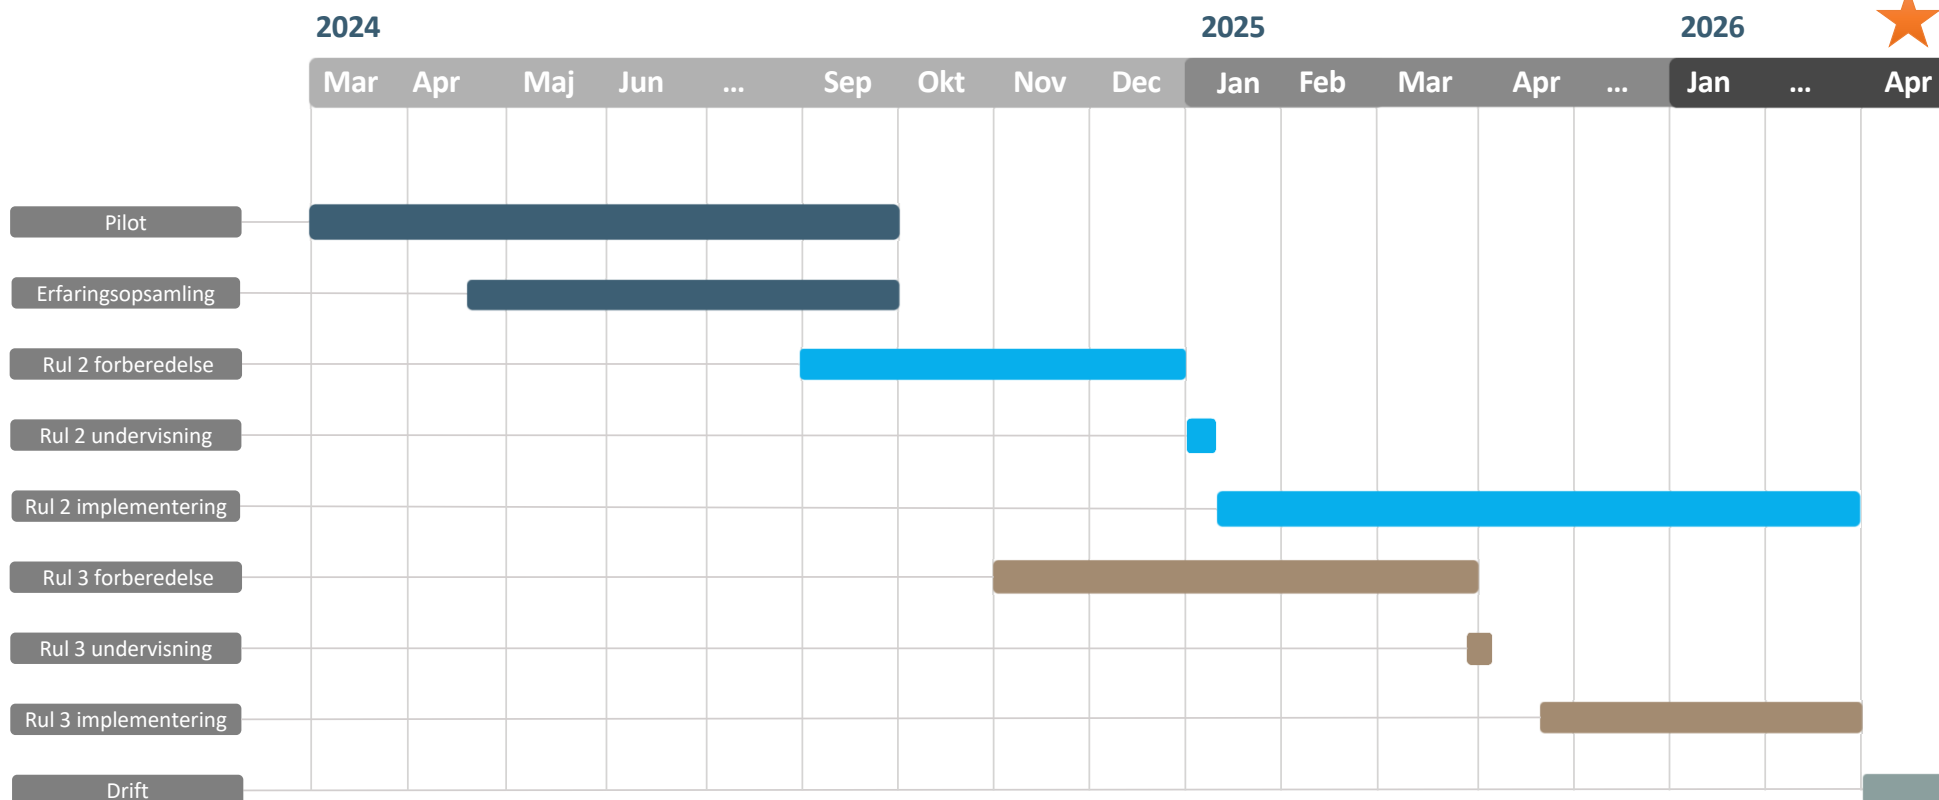 2024 2025 2026
Mar Apr Maj Jun ... Sep Okt Nov Dec Jan Feb Mar Apr ... Jan ... Apr
Pilot
Erfaringsopsamling
Rul 2 forberedelse
Rul 2 undervisning
Rul 2 implementering
Rul 3 forberedelse
Rul 3 undervisning
Rul 3 implementering
Drift